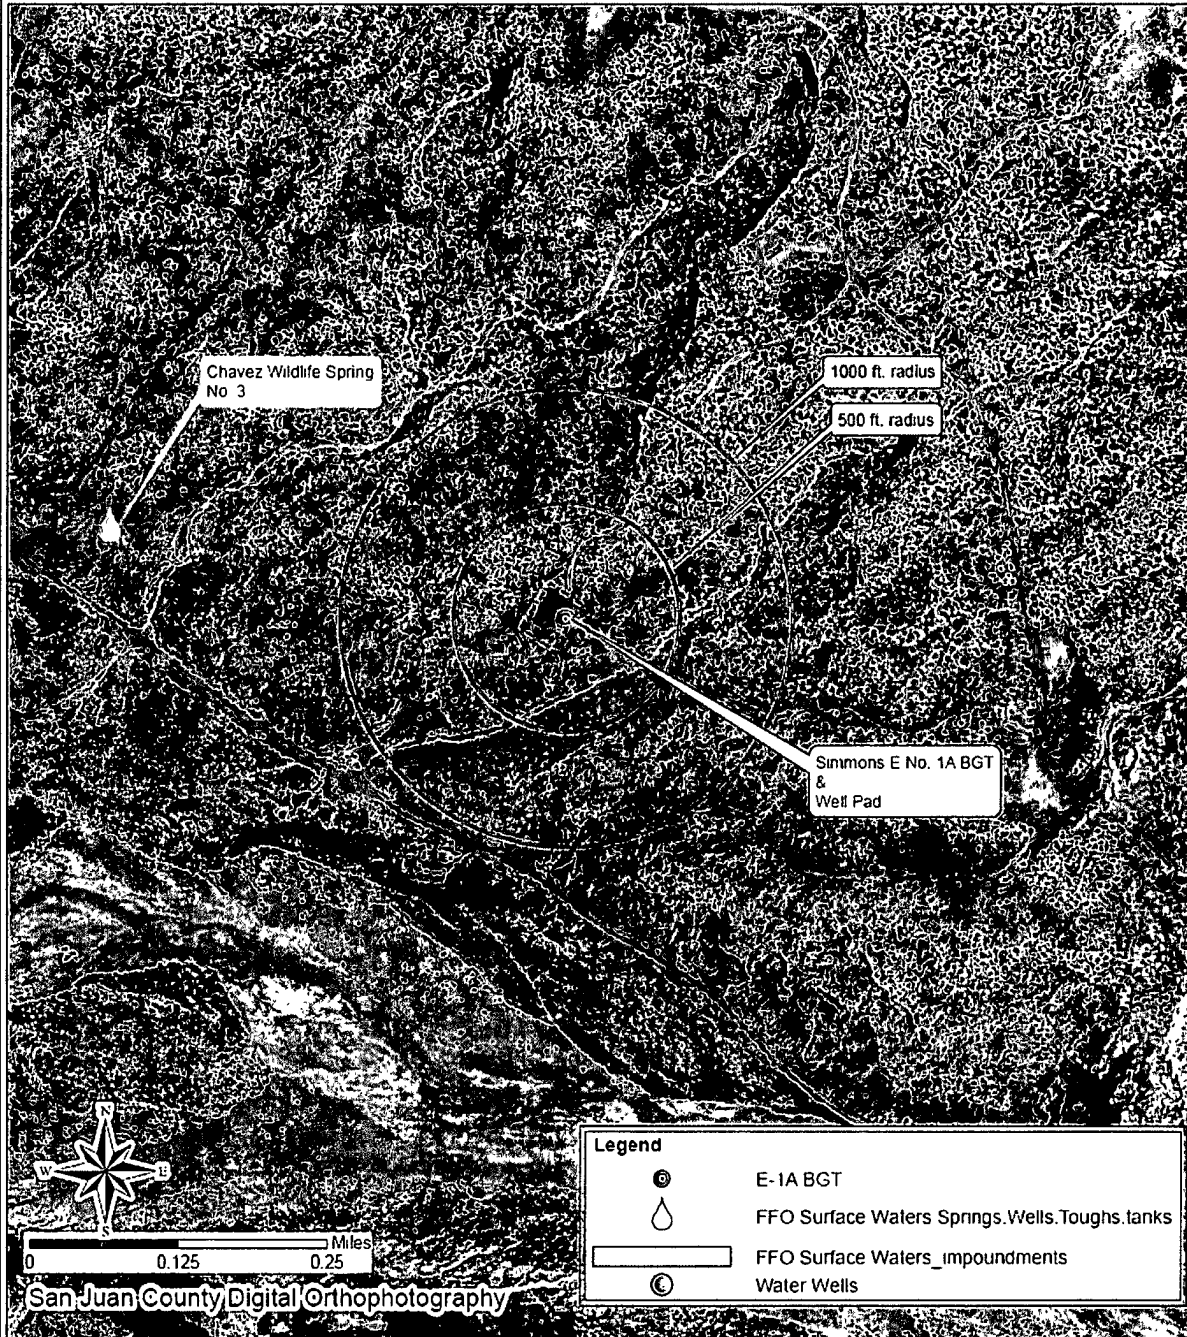 Chavez Wildlife Spring
No. 3
1000 ft. radius
500 ft. radius
Simmons E No. 1A BGT
&
Well Pad
N
W E
S
Miles
0 0.125 0.25
San Juan County Digital Orthophotography
Legend
E-1A BGT
FFO Surface Waters Springs.Wells.Toughs.tanks
FFO Surface Waters_impoundments
Water Wells